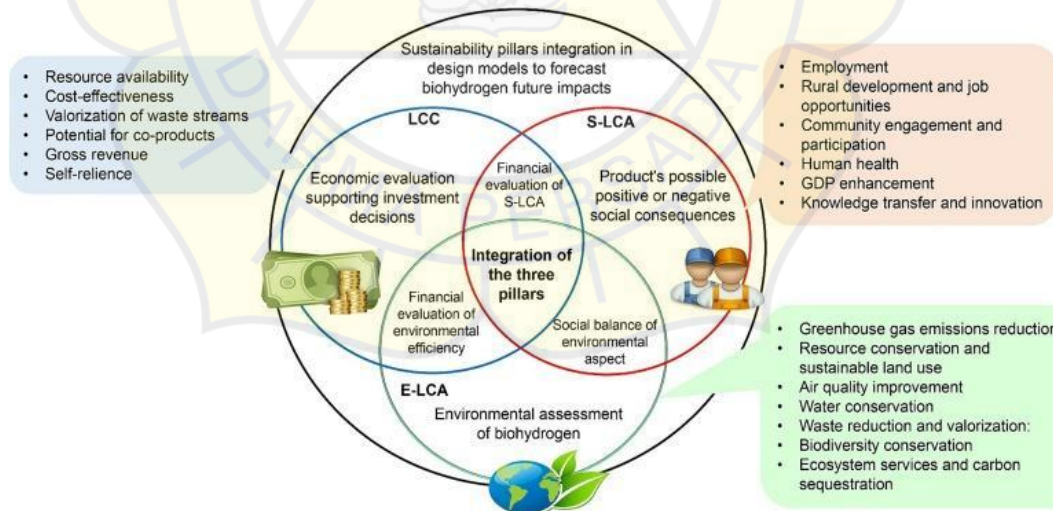 Sustainability pillars integration in
design models to forecast
biohydrogen future impacts
• Resource availability
• Cost-effectiveness
• Valorization of waste streams
• Potential for co-products
• Gross revenue
• Self-relience
LCC
Economic evaluation
supporting investment
decisions
Financial
evaluation of
S-LCA
S-LCA
Product's possible
positive or negative
social consequences
• Employment
• Rural development and job
opportunities
• Community engagement and
participation
• Human health
• GDP enhancement
• Knowledge transfer and innovation
Integration of
the three
pillars
Financial
evaluation of
environmental
efficiency
Social balance of
environmental
aspect
E-LCA
Environmental assessment
of biohydrogen
• Greenhouse gas emissions reduction
• Resource conservation and
sustainable land use
• Air quality improvement
• Water conservation
• Waste reduction and valorization:
• Biodiversity conservation
• Ecosystem services and carbon
sequestration
DARMA PERSADA